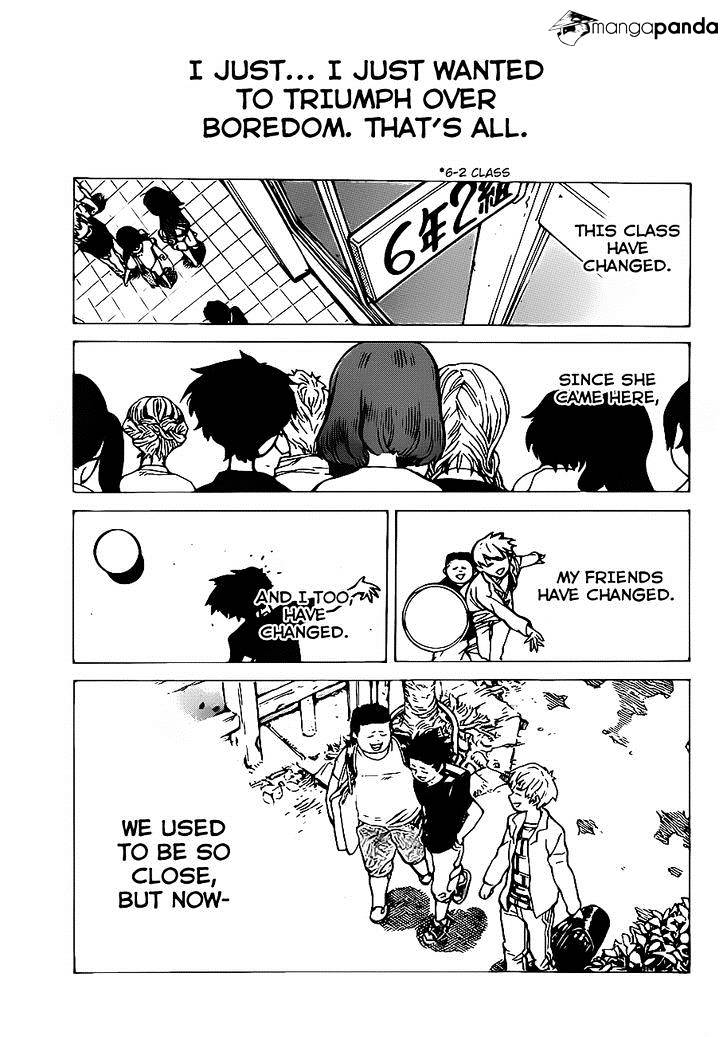 mangapanda
I JUST... I JUST WANTED
TO TRIUMPH OVER
BOREDOM. THAT'S ALL.
*6-2 CLASS
6年2組
THIS CLASS
HAVE
CHANGED.
SINCE SHE
CAME HERE,
MY FRIENDS
HAVE CHANGED.
AND I TOO,
HAVE
CHANGED.
WE USED
TO BE SO
CLOSE,
BUT NOW-